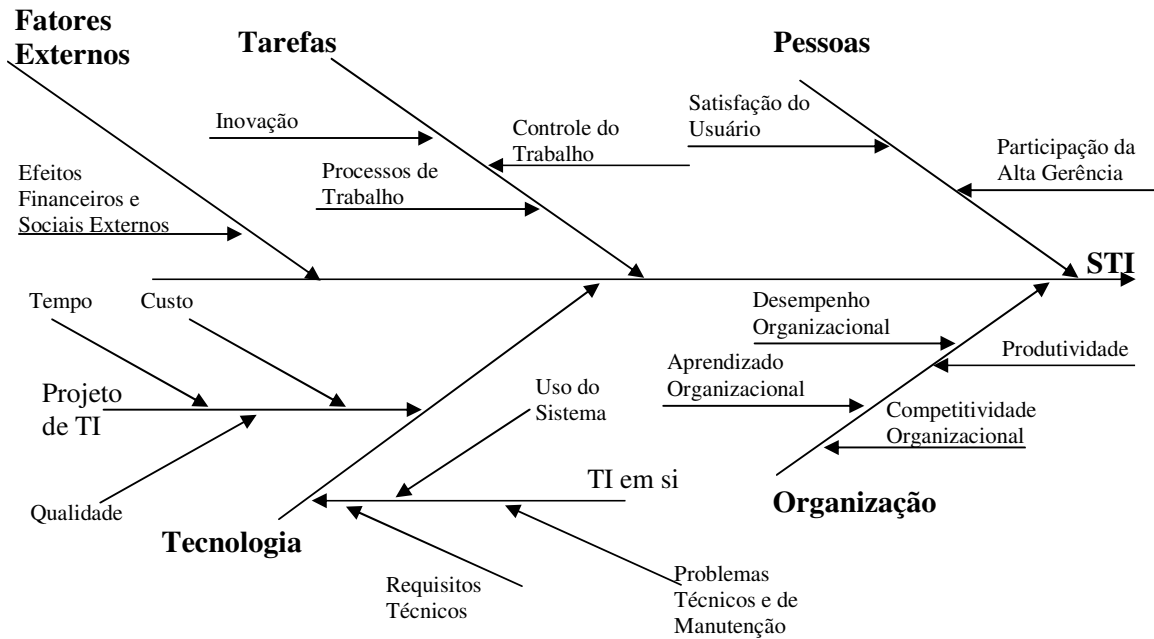 Fatores
Externos
Tarefas
Pessoas
Inovação
Controle do
Trabalho
Satisfação do
Usuário
Participação da
Alta Gerência
Efeitos
Financeiros e
Sociais Externos
Processos de
Trabalho
STI
Tempo
Custo
Desempenho
Organizacional
Produtividade
Aprendizado
Organizacional
Projeto
de TI
Uso do
Sistema
Competitividade
Organizacional
TI em si
Qualidade
Tecnologia
Organização
Requisitos
Técnicos
Problemas
Técnicos e de
Manutenção